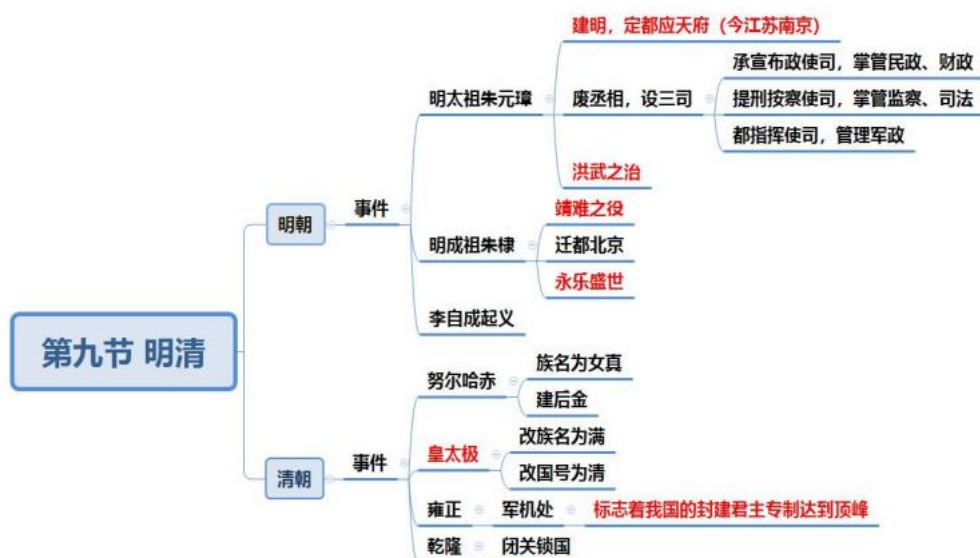 建明，定都应天府（今江苏南京）
承宣布政使司，掌管民政、财政
明太祖朱元璋
废丞相，设三司
提刑按察使司，掌管监察、司法
都指挥使司，管理军政
洪武之治
明朝
事件
靖难之役
明成祖朱棣
迁都北京
永乐盛世
李自成起义
第九节 明清
努尔哈赤
族名为女真
建后金
清朝
事件
皇太极
改族名为满
改国号为清
雍正
军机处
标志着我国的封建君主专制达到顶峰
乾隆
闭关锁国